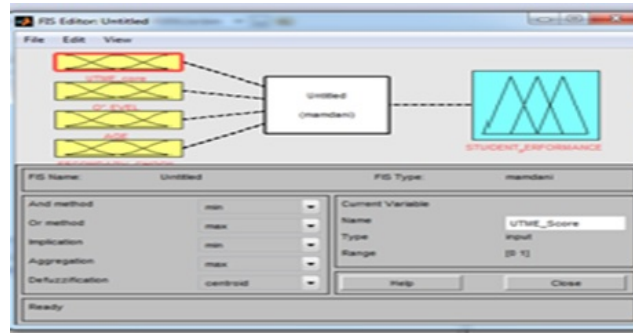 FIS Editor: Untitled
File Edit View
UTME_score
O' EVEL
AGE
Untitled
(mamdani)
STUDENT_ERFORMANCE
FIS Name: Untitled FIS Type: mamdani
And method min
Or method max
Implication min
Aggregation max
Defuzzification centroid
Current Variable
Name UTME_Score
Type input
Range [0 1]
Help Close
Ready